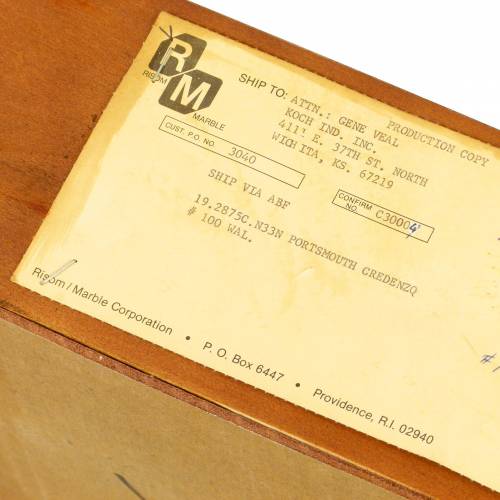 R
M
RISOM
MARBLE
SHIP TO: ATTN.: GENE VEAL
PRODUCTION COPY
KOCH IND. INC.
4111 E. 37TH ST. NORTH
WICHITA, KS. 67219
CUST. P.O. NO. 3040
SHIP VIA ABF
CONFIRM NO. C30004
19.2875C.N33N PORTSMOUTH CREDENZQ
# 100 WAL.
Risom / Marble Corporation • P. O. Box 6447 • Providence, R.I. 02940